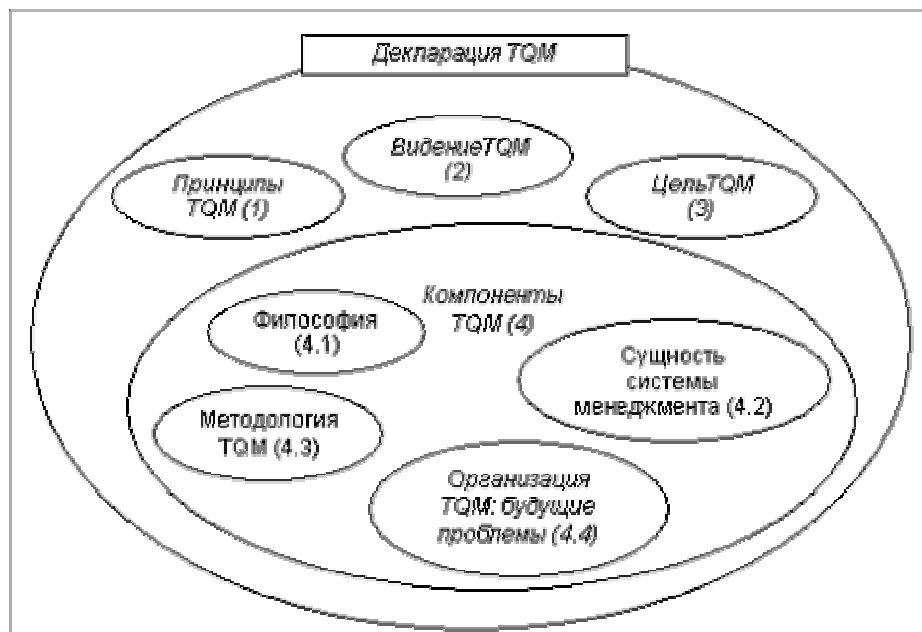 Декларация TQM
ВидениеTQM
(2)
Принципы
TQM (1)
ЦельTQM
(3)
Компоненты
TQM (4)
Философия
(4.1)
Сущность
системы
менеджмента (4.2)
Методология
TQM (4.3)
Организация
TQM: будущие
проблемы (4.4)